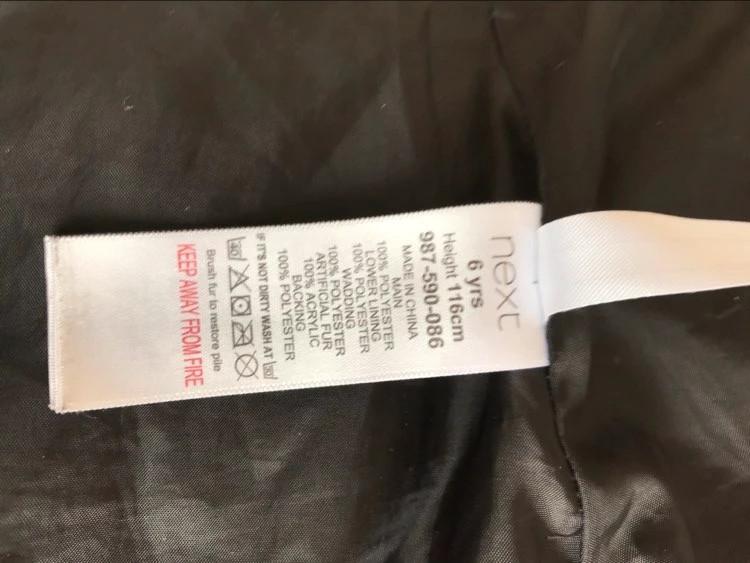 next
6 yrs
Height 116cm
987-590-086
MADE IN CHINA
MAIN
100% POLYESTER
LOWER LINING
100% POLYESTER
WADDING
100% POLYESTER
ARTIFICIAL FUR
100% ACRYLIC
BACKING
100% POLYESTER
IF IT'S NOT DIRTY WASH AT 30
40
Brush fur to restore pile
KEEP AWAY FROM FIRE